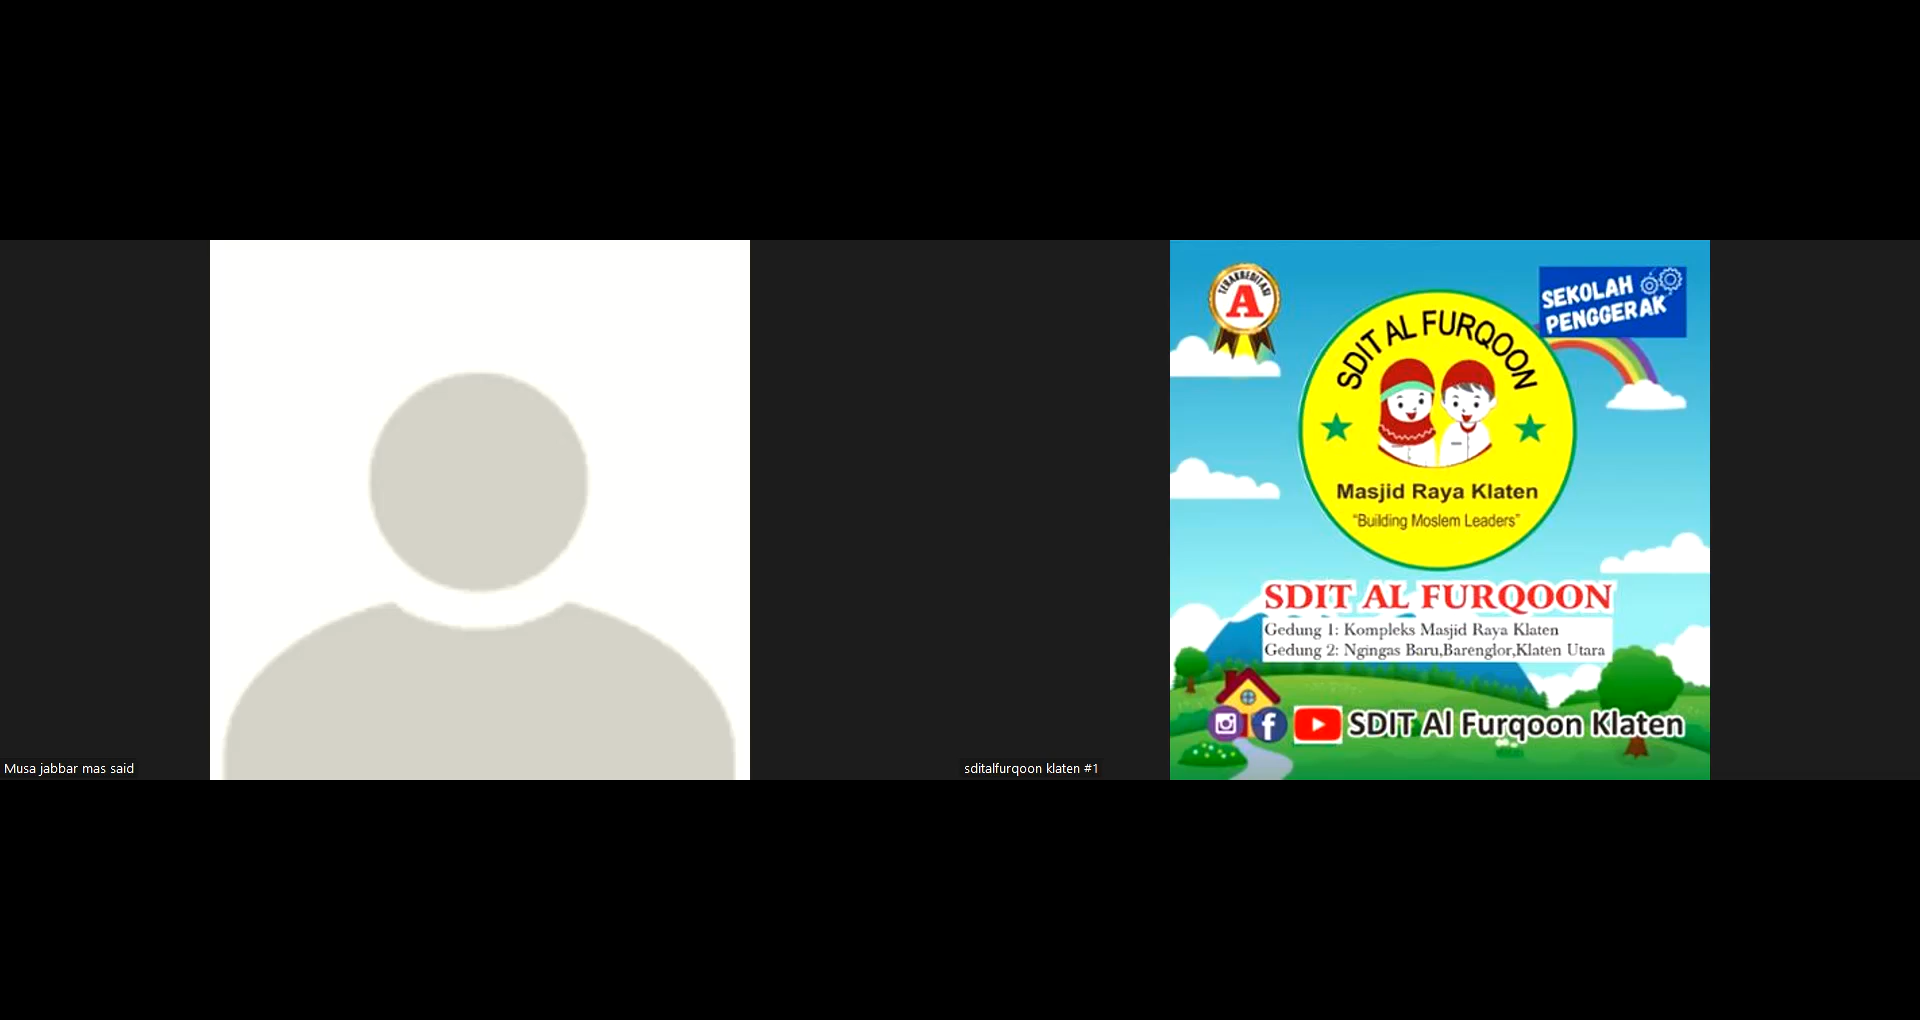 TERAKREDITASI
A
SEKOLAH
PENGGERAK
SDIT AL FURQOON
Masjid Raya Klaten
"Building Moslem Leaders"
SDIT AL FURQOON
Gedung 1: Kompleks Masjid Raya Klaten
Gedung 2: Ngingas Baru,Barenglor,Klaten Utara
SDIT Al Furqoon Klaten
Musa jabbar mas said
sditalfurqoon klaten #1